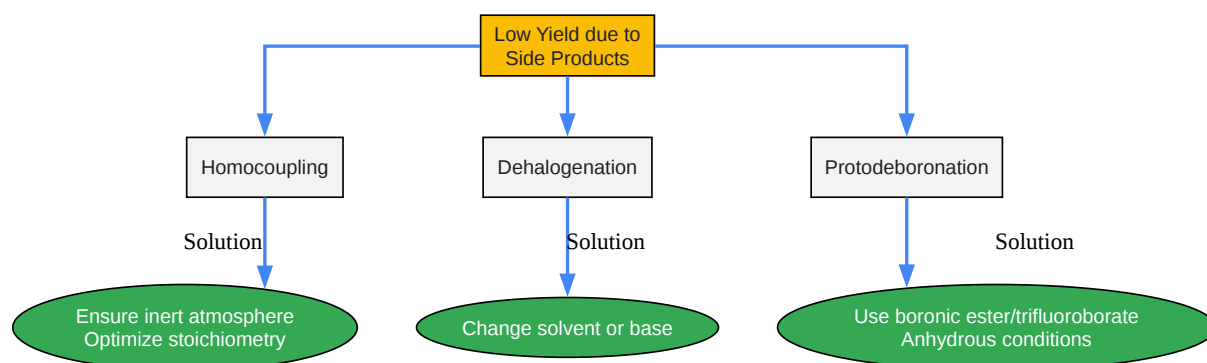 Low Yield due to
Side Products
Homocoupling
Dehalogenation
Protodeboronation
Solution
Solution
Solution
Ensure inert atmosphere
Optimize stoichiometry
Change solvent or base
Use boronic ester/trifluoroborate
Anhydrous conditions